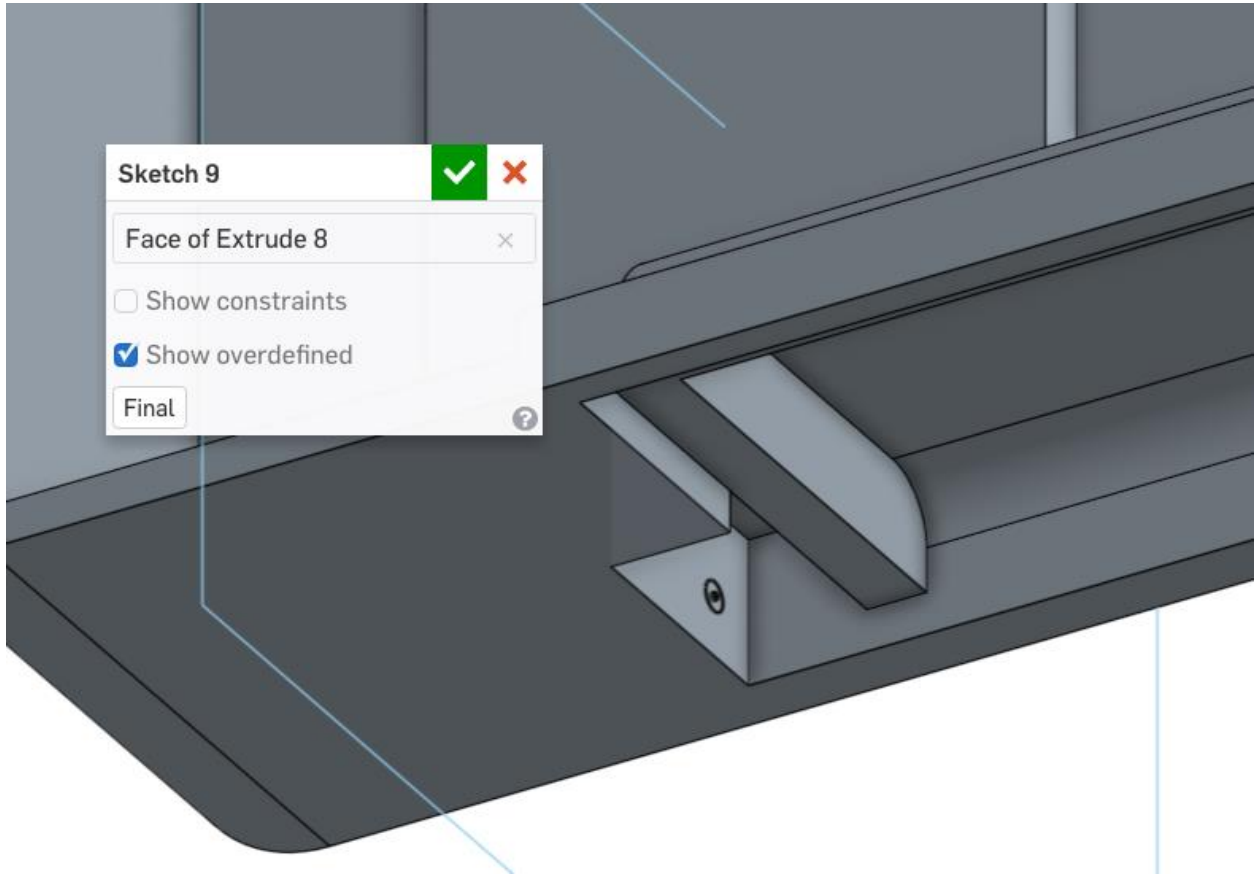 Sketch 9
Face of Extrude 8
Show constraints
Show overdefined
Final
?